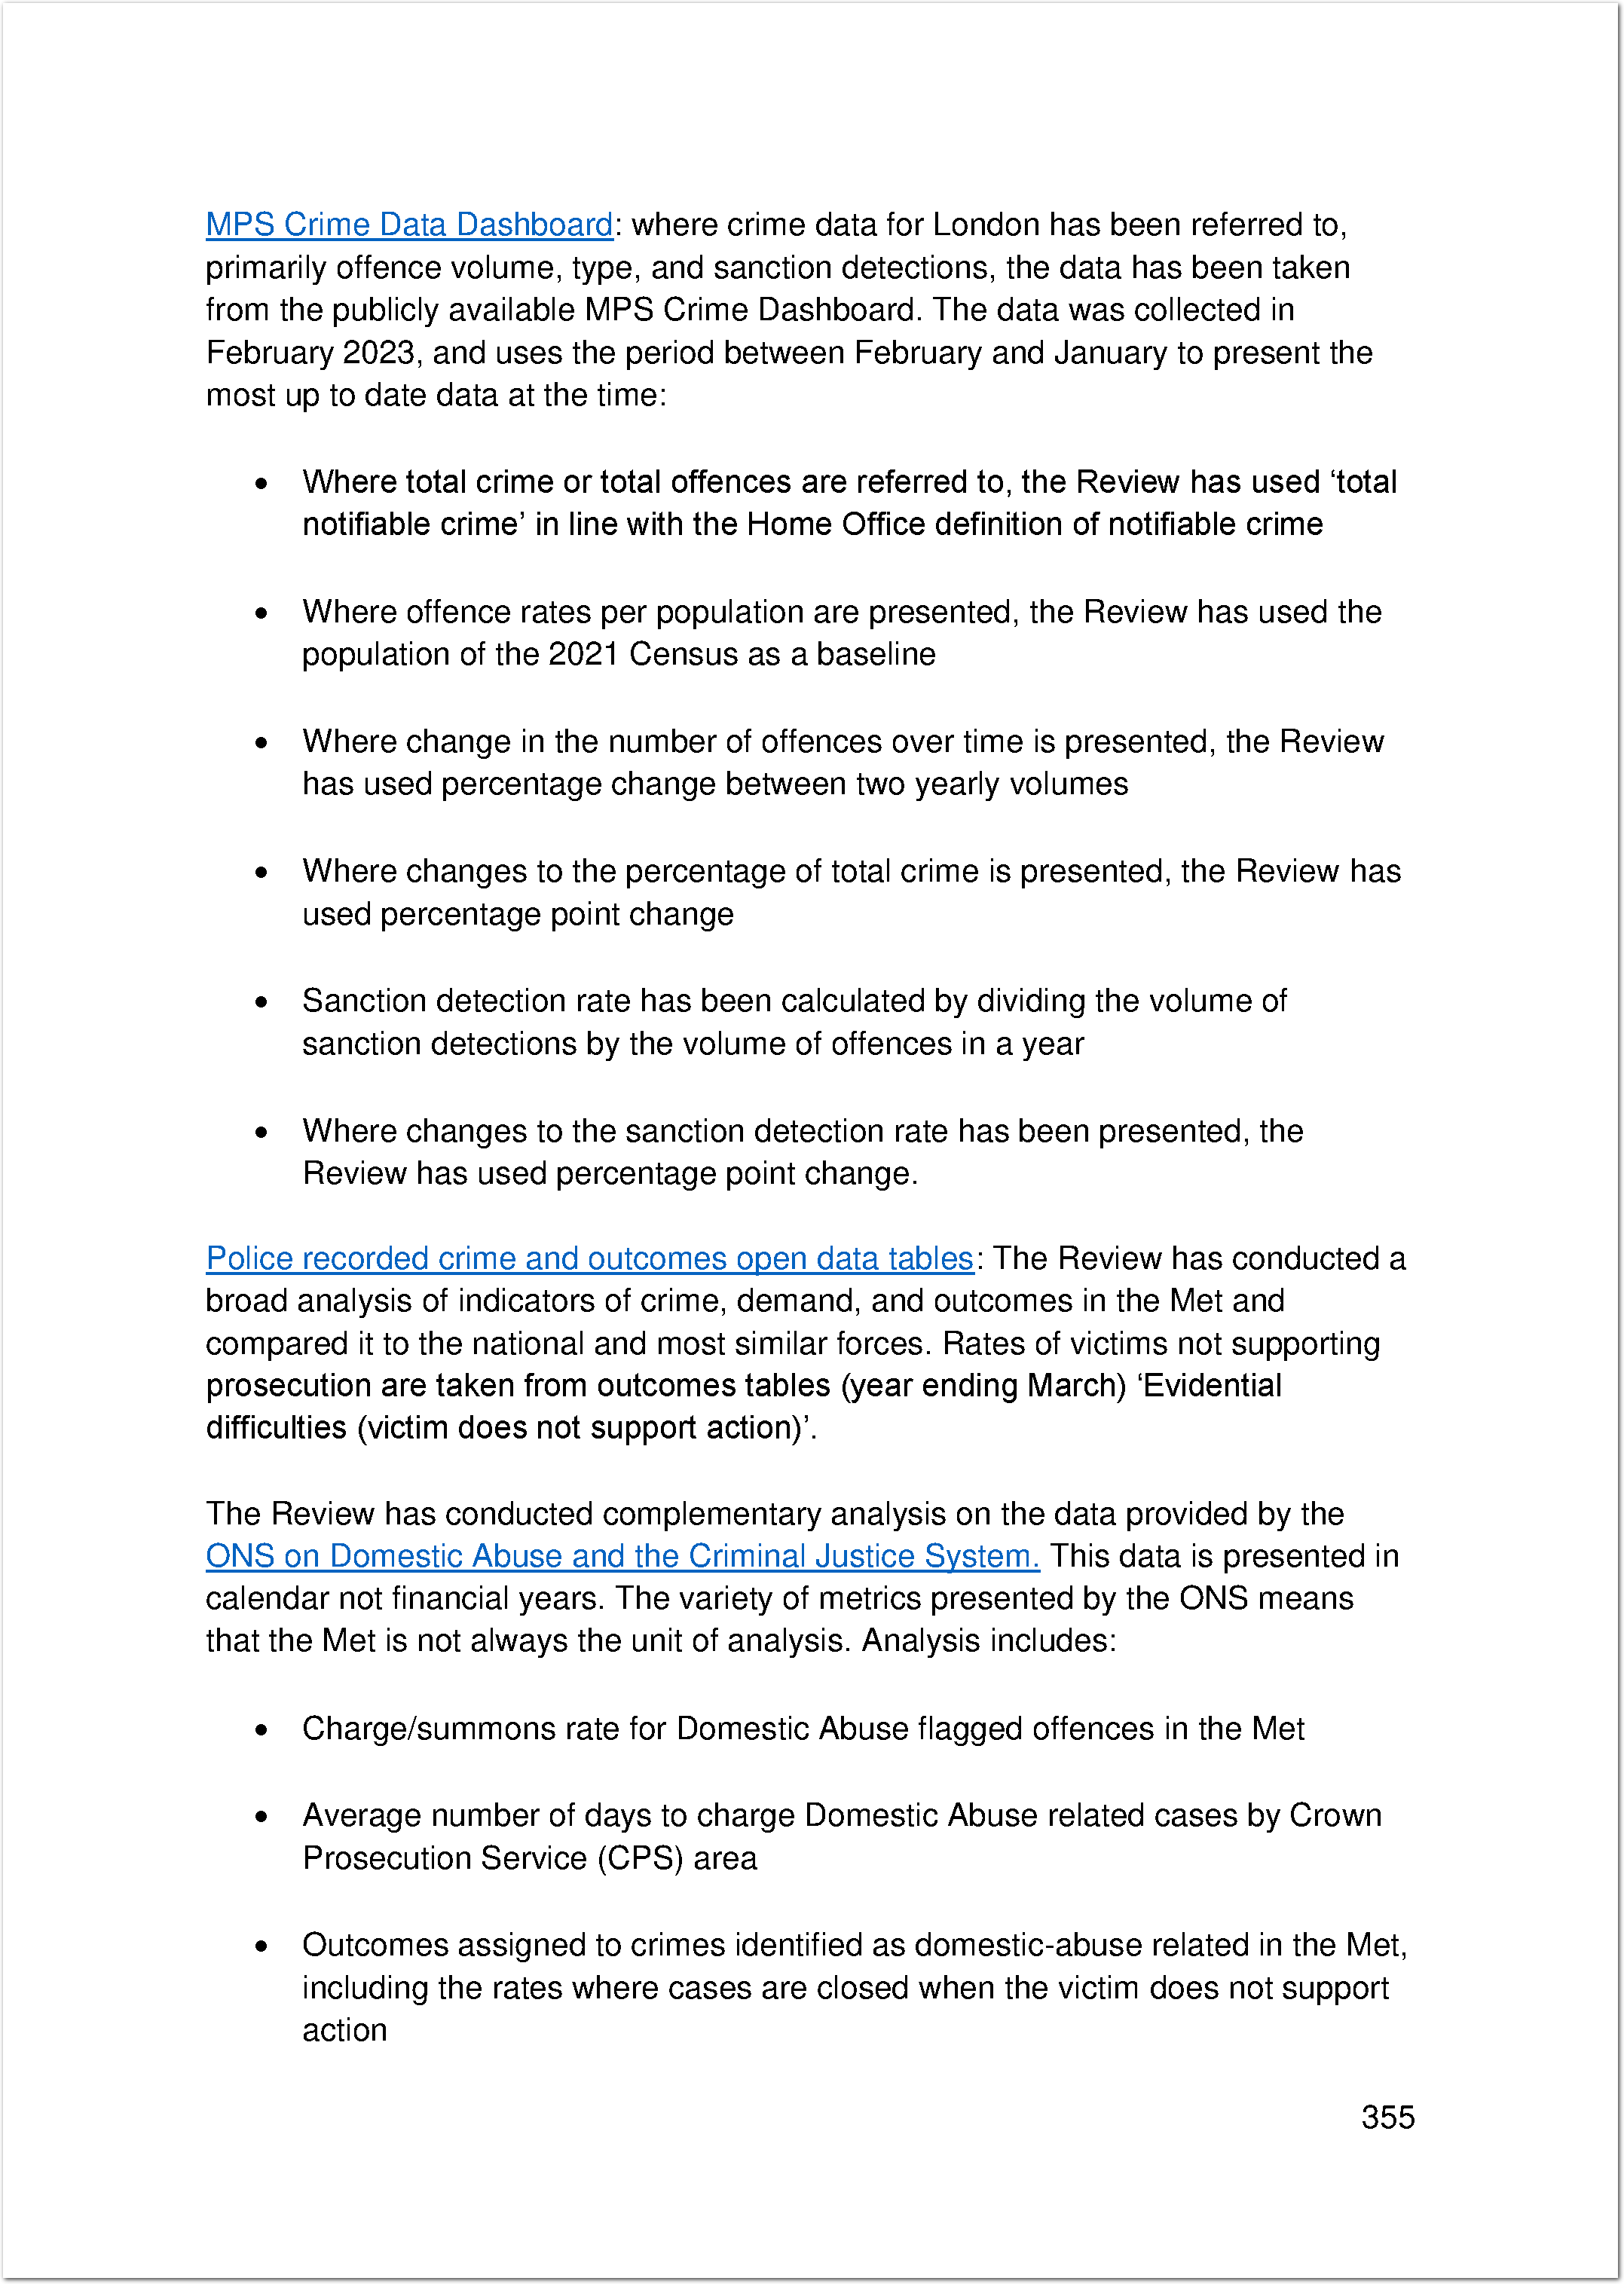 MPS Crime Data Dashboard: where crime data for London has been referred to,
primarily offence volume, type, and sanction detections, the data has been taken
from the publicly available MPS Crime Dashboard. The data was collected in
February 2023, and uses the period between February and January to present the
most up to date data at the time:
• Where total crime or total offences are referred to, the Review has used ‘total
notifiable crime’ in line with the Home Office definition of notifiable crime
• Where offence rates per population are presented, the Review has used the
population of the 2021 Census as a baseline
• Where change in the number of offences over time is presented, the Review
has used percentage change between two yearly volumes
• Where changes to the percentage of total crime is presented, the Review has
used percentage point change
• Sanction detection rate has been calculated by dividing the volume of
sanction detections by the volume of offences in a year
• Where changes to the sanction detection rate has been presented, the
Review has used percentage point change.
Police recorded crime and outcomes open data tables: The Review has conducted a
broad analysis of indicators of crime, demand, and outcomes in the Met and
compared it to the national and most similar forces. Rates of victims not supporting
prosecution are taken from outcomes tables (year ending March) ‘Evidential
difficulties (victim does not support action)’.
The Review has conducted complementary analysis on the data provided by the
ONS on Domestic Abuse and the Criminal Justice System. This data is presented in
calendar not financial years. The variety of metrics presented by the ONS means
that the Met is not always the unit of analysis. Analysis includes:
• Charge/summons rate for Domestic Abuse flagged offences in the Met
• Average number of days to charge Domestic Abuse related cases by Crown
Prosecution Service (CPS) area
• Outcomes assigned to crimes identified as domestic-abuse related in the Met,
including the rates where cases are closed when the victim does not support
action
355